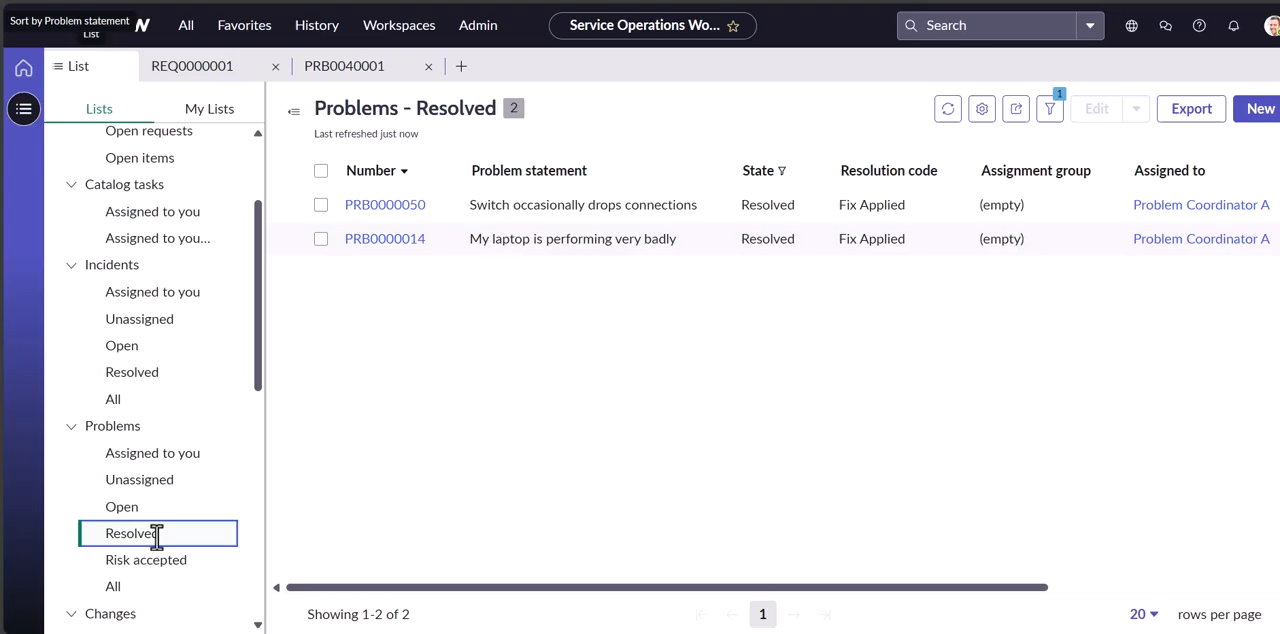 Sort by Problem statement
List
All Favorites History Workspaces Admin
Service Operations Wo...
Search
List
REQ0000001
PRB0040001
Lists My Lists
Open requests
Open items
Catalog tasks
Assigned to you
Assigned to you...
Incidents
Assigned to you
Unassigned
Open
Resolved
All
Problems
Assigned to you
Unassigned
Open
Resolved
Risk accepted
All
Changes
Problems - Resolved 2
Last refreshed just now
1
Edit
Export
New
Number Problem statement State Resolution code Assignment group Assigned to
PRB0000050 Switch occasionally drops connections Resolved Fix Applied (empty) Problem Coordinator A
PRB0000014 My laptop is performing very badly Resolved Fix Applied (empty) Problem Coordinator A
Showing 1-2 of 2
1
20 rows per page